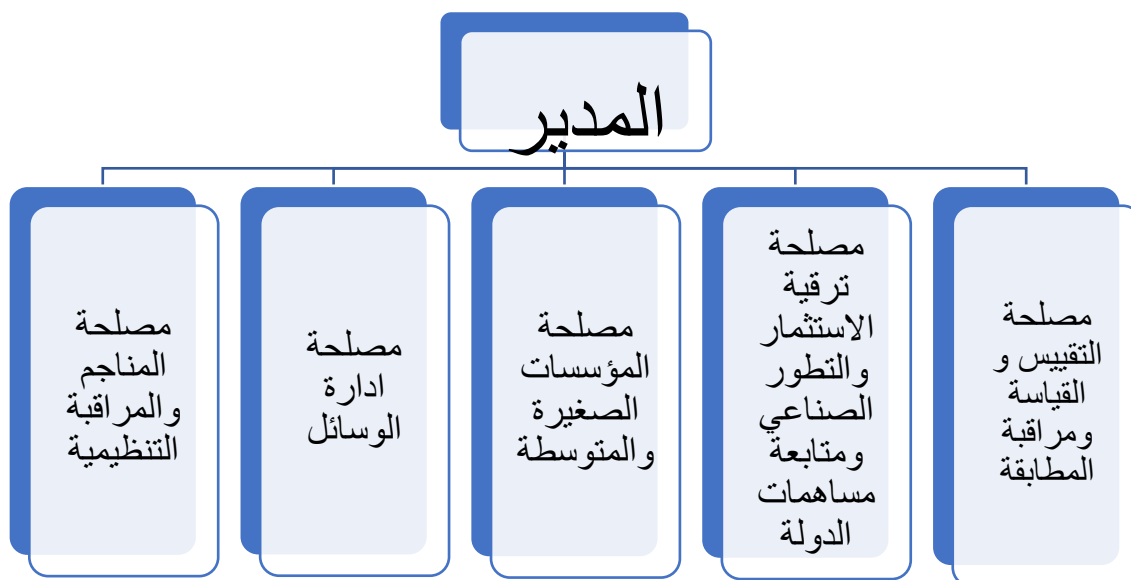 المدير
مصلحة
التقييس و
القياسة
ومراقبة
المطابقة
مصلحة
ترقية
الاستثمار
والتطور
الصناعي
ومتابعة
مساهمات
الدولة
مصلحة
المؤسسات
الصغيرة
والمتوسطة
مصلحة
ادارة
الوسائل
مصلحة
المناجم
والمراقبة
التنظيمية